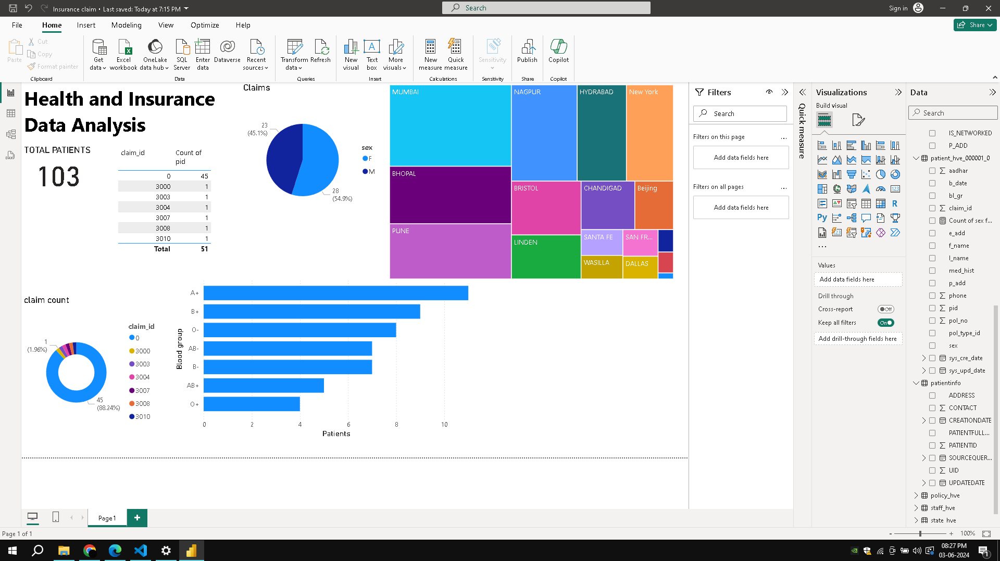 Insurance claim • Last saved: Today at 7:15 PM
Search
Sign in
File
Home
Insert
Modeling
View
Optimize
Help
Share
Paste
Cut
Copy
Format painter
Clipboard
Get data
Excel workbook
OneLake data hub
SQL Server
Enter data
Dataverse
Recent sources
Data
Transform data
Refresh
Queries
New visual
Text box
More visuals
Insert
New measure
Quick measure
Calculations
Sensitivity
Sensitivity
Publish
Share
Copilot
Copilot
Health and Insurance
Data Analysis
TOTAL PATIENTS
103
claim_id Count of pid
0 45
3000 1
3003 1
3004 1
3007 1
3008 1
3010 1
Total 51
Claims
23
(45.1%)
28
(54.9%)
sex
F
M
MUMBAI
BHOPAL
PUNE
NAGPUR
HYDRABAD
New York
BRISTOL
CHANDIGAD
Beijing
LINDEN
SANTA FE
SAN FR...
WASILLA
DALLAS
claim count
1
(1.96%)
45
(88.24%)
claim_id
0
3000
3003
3004
3007
3008
3010
Blood group
A+
B+
O-
AB-
B-
AB+
O+
0 2 4 6 8 10
Patients
Filters
Search
Filters on this page
...
Add data fields here
Filters on all pages
...
Add data fields here
Quick measure
Visualizations
Build visual
R
Py
123
...
Values
Add data fields here
Drill through
Cross-report
Off
Keep all filters
On
Add drill-through fields here
Data
Search
IS_NETWORKED
P_ADD
patient_hve_000001_0
aadhar
b_date
bl_gr
claim_id
Count of sex f...
e_add
f_name
l_name
med_hist
p_add
phone
pid
pol_no
pol_type_id
sex
sys_cre_date
sys_upd_date
patientinfo
ADDRESS
CONTACT
CREATIONDATE
PATIENTFULL...
PATIENTID
SOURCEQUER...
UID
UPDATEDATE
policy_hve
staff_hve
state_hve
Page1
Page 1 of 1
- + 100%
08:27 PM
03-06-2024
1